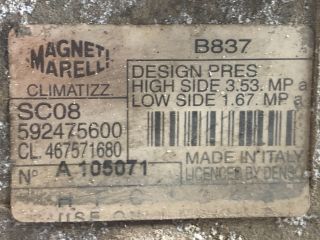 MAGNETI
MARELLI
CLIMATIZZ.
SC08
592475600
CL. 467571680
N° A 105071
B837
DESIGN PRES
HIGH SIDE 3.53. MP a
LOW SIDE 1.67. MP a
MADE IN ITALY
LICENCED BY DENSO
USE